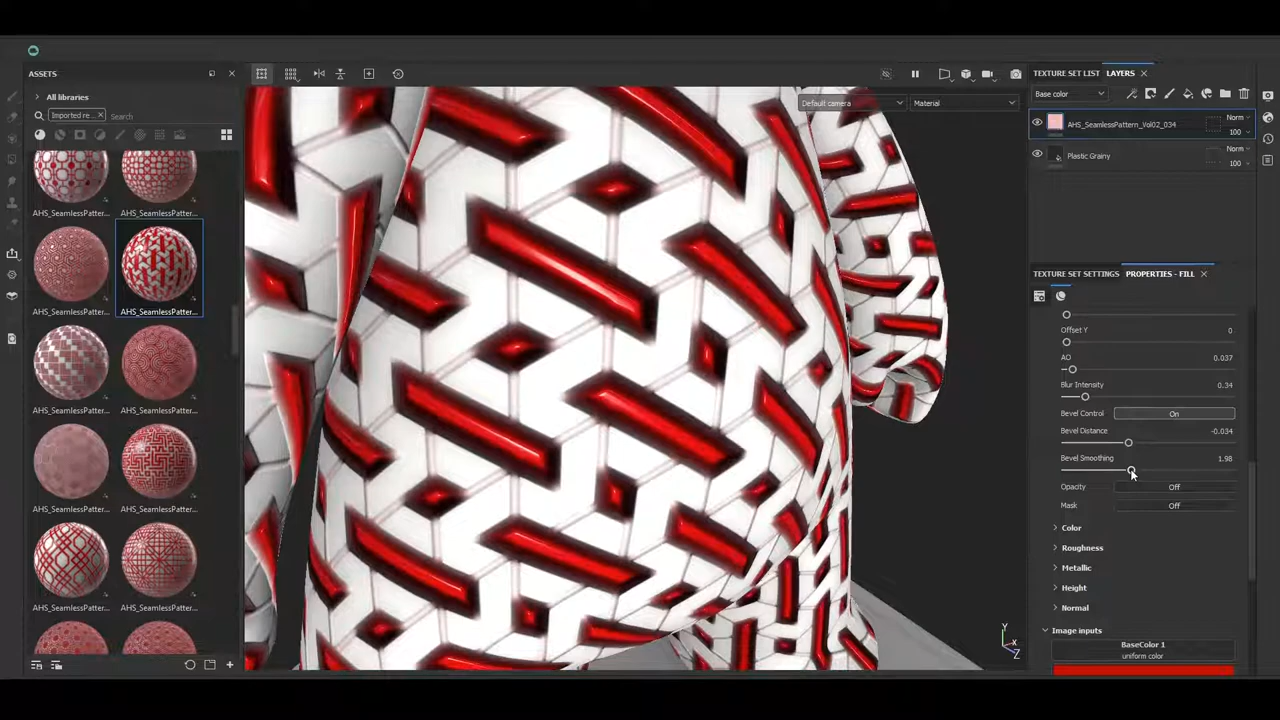 ASSETS
All libraries
Imported re...
Search
AHS_SeamlessPatter... AHS_SeamlessPatter...
AHS_SeamlessPatter... AHS_SeamlessPatter...
AHS_SeamlessPatter... AHS_SeamlessPatter...
AHS_SeamlessPatter... AHS_SeamlessPatter...
AHS_SeamlessPatter... AHS_SeamlessPatter...
Default camera
Material
Y
X
Z
TEXTURE SET LIST LAYERS
Base color
AHS_SeamlessPattern_Vol02_034
Norm
100
Plastic Grainy
Norm
100
TEXTURE SET SETTINGS PROPERTIES - FILL
Offset Y 0
AO 0.037
Blur Intensity 0.34
Bevel Control On
Bevel Distance -0.034
Bevel Smoothing 1.98
Opacity Off
Mask Off
Color
Roughness
Metallic
Height
Normal
Image inputs
BaseColor 1
uniform color